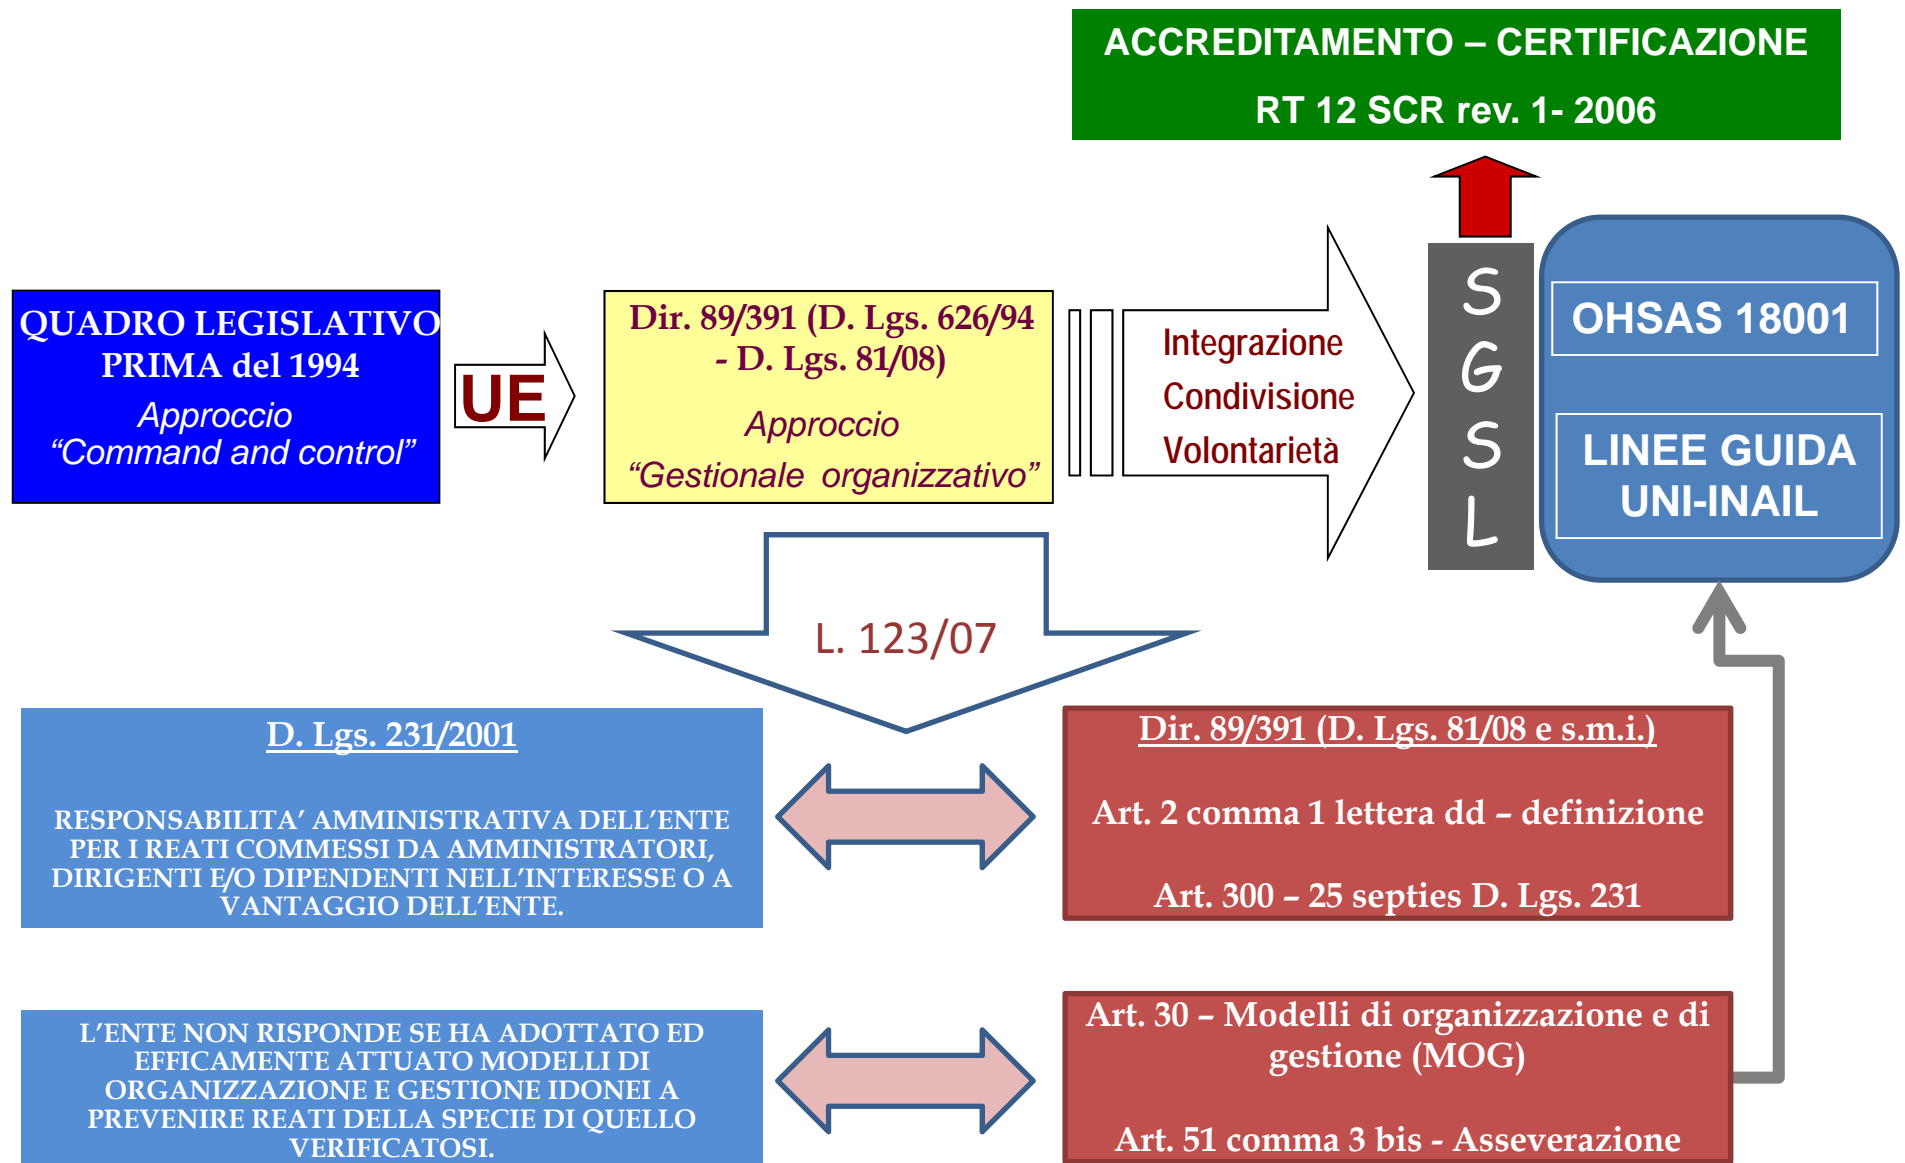 ACCREDITAMENTO – CERTIFICAZIONE
RT 12 SCR rev. 1- 2006
QUADRO LEGISLATIVO
PRIMA del 1994
Approccio
“Command and control”
UE
Dir. 89/391 (D. Lgs. 626/94
- D. Lgs. 81/08)
Approccio
“Gestionale organizzativo”
Integrazione
Condivisione
Volontarietà
S
G
S
L
OHSAS 18001
LINEE GUIDA
UNI-INAIL
L. 123/07
D. Lgs. 231/2001
RESPONSABILITA’ AMMINISTRATIVA DELL’ENTE
PER I REATI COMMESSI DA AMMINISTRATORI,
DIRIGENTI E/O DIPENDENTI NELL’INTERESSE O A
VANTAGGIO DELL’ENTE.
Dir. 89/391 (D. Lgs. 81/08 e s.m.i.)
Art. 2 comma 1 lettera dd – definizione
Art. 300 – 25 septies D. Lgs. 231
L’ENTE NON RISPONDE SE HA ADOTTATO ED
EFFICAMENTE ATTUATO MODELLI DI
ORGANIZZAZIONE E GESTIONE IDONEI A
PREVENIRE REATI DELLA SPECIE DI QUELLO
VERIFICATOSI.
Art. 30 – Modelli di organizzazione e di
gestione (MOG)
Art. 51 comma 3 bis - Asseverazione